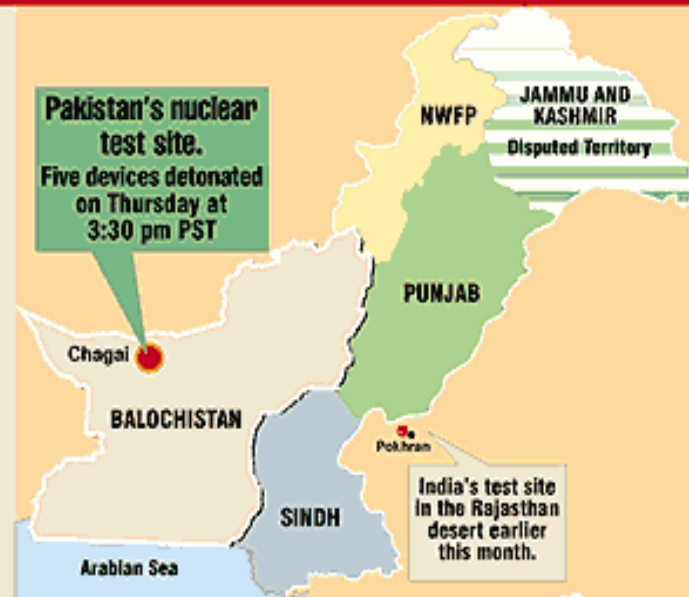 Pakistan's nuclear
test site.
Five devices detonated
on Thursday at
3:30 pm PST
NWFP
JAMMU AND
KASHMIR
Disputed Territory
PUNJAB
Chagai
BALOCHISTAN
Pokhran
India's test site
in the Rajasthan
desert earlier
this month.
SINDH
Arabian Sea